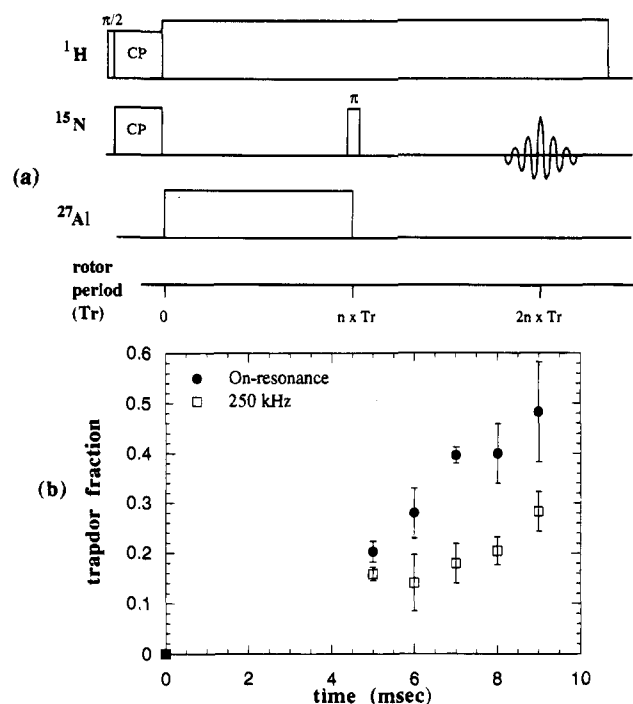 π/2
¹H
CP
¹⁵N
CP
π
(a)
²⁷Al
rotor
period
(Tr)
0
n x Tr
2n x Tr
(b)
trapdor fraction
0.6
0.5
0.4
0.3
0.2
0.1
0
On-resonance
250 kHz
0
2
4
6
8
10
time (msec)